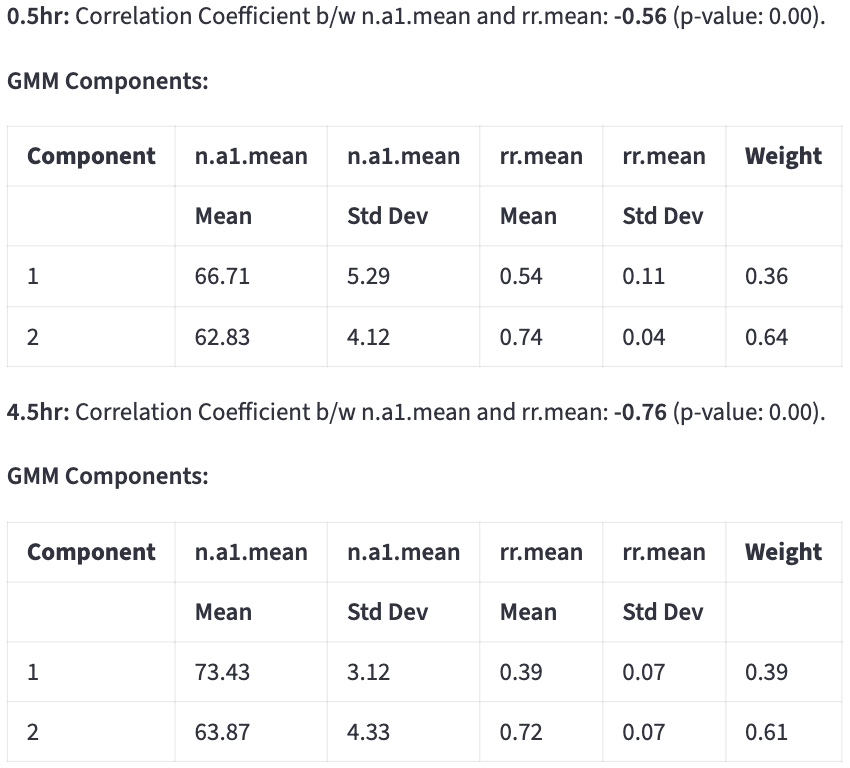 0.5hr: Correlation Coefficient b/w n.a1.mean and rr.mean: -0.56 (p-value: 0.00).
GMM Components:
Component n.a1.mean n.a1.mean rr.mean rr.mean Weight
Mean Std Dev Mean Std Dev
1 66.71 5.29 0.54 0.11 0.36
2 62.83 4.12 0.74 0.04 0.64
4.5hr: Correlation Coefficient b/w n.a1.mean and rr.mean: -0.76 (p-value: 0.00).
GMM Components:
Component n.a1.mean n.a1.mean rr.mean rr.mean Weight
Mean Std Dev Mean Std Dev
1 73.43 3.12 0.39 0.07 0.39
2 63.87 4.33 0.72 0.07 0.61